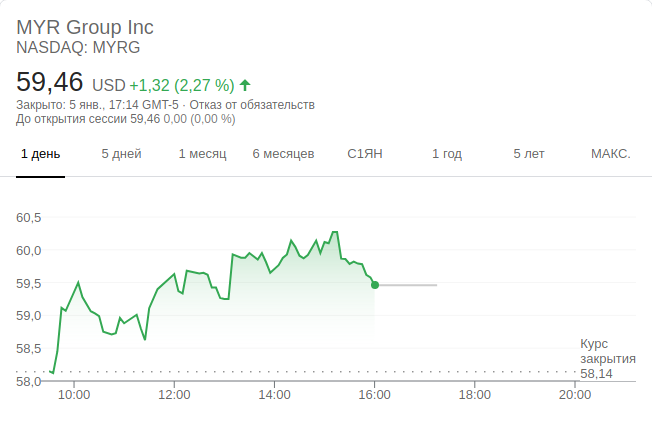 MYR Group Inc
NASDAQ: MYRG
59,46 USD +1,32 (2,27 %)
Закрыто: 5 янв., 17:14 GMT-5 · Отказ от обязательств
До открытия сессии 59,46 0,00 (0,00 %)
1 день 5 дней 1 месяц 6 месяцев С1ЯН 1 год 5 лет МАКС.
60,5
60,0
59,5
59,0
58,5
Курс
закрытия
58,14
58,0
10:00 12:00 14:00 16:00 18:00 20:00